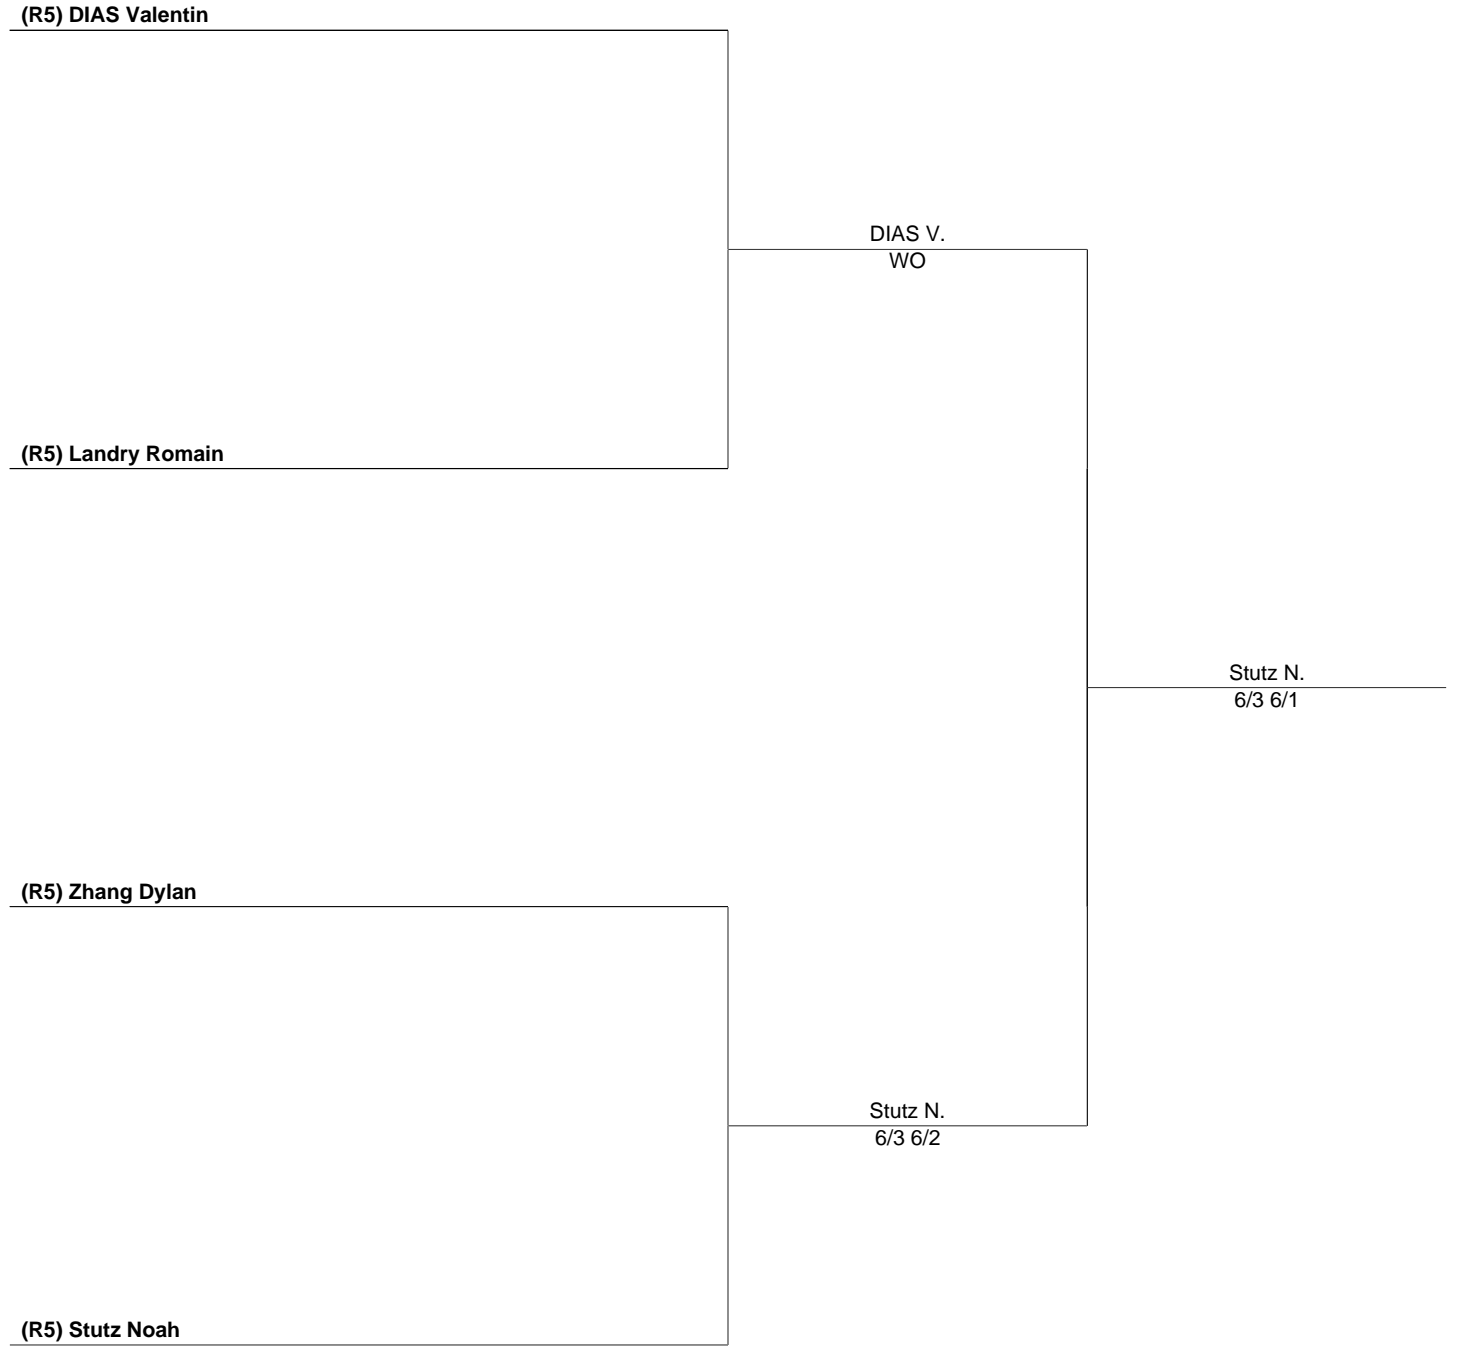 (R5) DIAS Valentin
DIAS V.
WO
(R5) Landry Romain
Stutz N.
6/3 6/1
(R5) Zhang Dylan
Stutz N.
6/3 6/2
(R5) Stutz Noah